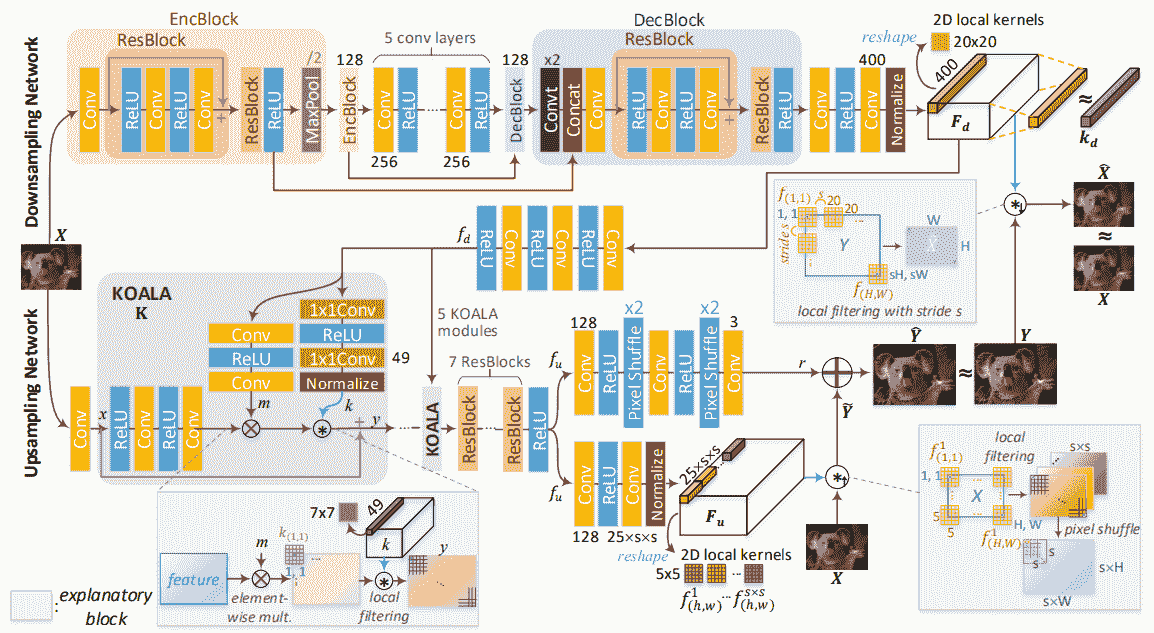 EncBlock
ResBlock
Downsampling Network
Conv
ReLU
Conv
ReLU
Conv
+
ResBlock
ReLU
/2
MaxPool
128
EncBlock
5 conv layers
Conv
ReLU
...
Conv
ReLU
256
256
128
DecBlock
DecBlock
ResBlock
x2
Convt
Concat
Conv
ReLU
Conv
ReLU
Conv
+
ResBlock
ReLU
Conv
ReLU
400
Conv
Normalize
2D local kernels
reshape
20x20
400
F_d
≈
k_d
X̂
≈
X
f_(1,1)
s
20
1, 1
20
...
stride s
Y
sH, sW
f_(H,W)
W
X
H
local filtering with stride s
*↓
X
f_d
ReLU
Conv
ReLU
Conv
ReLU
Conv
Upsampling Network
KOALA
K
Conv
ReLU
Conv
m
1x1Conv
ReLU
1x1Conv
49
Normalize
k
Conv
x
ReLU
Conv
ReLU
Conv
+
y
...
5 KOALA
modules
KOALA
7 ResBlocks
ResBlock
...
ResBlock
ReLU
f_u
f_u
128
Conv
ReLU
x2
Pixel Shuffle
Conv
ReLU
x2
Pixel Shuffle
3
Conv
r
Ŷ
≈
Y
Ỹ
Conv
ReLU
Conv
Normalize
128
25×s×s
25×s×s
F_u
reshape
2D local kernels
5x5
...
f^1_(h,w) ... f^s×s_(h,w)
*↑
X
f^1_(1,1)
1, 1
X
5
5
H, W
f^1_(H,W)
local
filtering
s×s
pixel shuffle
s
s
s×H
s×W
feature
m
element-
wise mult.
k_(1,1)
1, 1
...
7x7
49
k
local
filtering
y
: explanatory
block